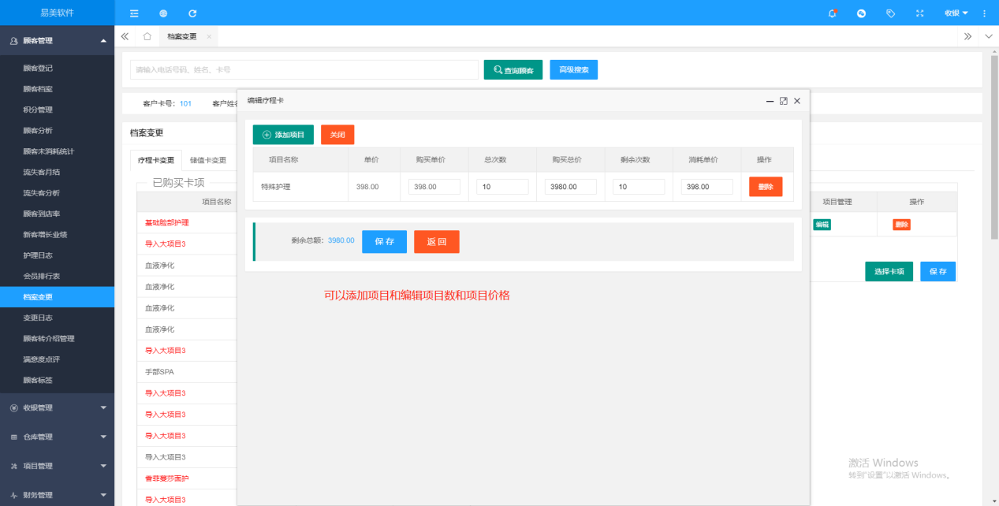 易美软件
收银
顾客管理
档案变更
顾客登记
请输入电话号码、姓名、卡号
查询顾客
高级搜索
顾客档案
积分管理
客户卡号：101
客户姓名
编辑疗程卡
顾客分析
档案变更
添加项目
关闭
顾客未消耗统计
疗程卡变更
储值卡变更
项目名称
单价
购买单价
总次数
购买总价
剩余次数
消耗单价
操作
流失客月结
已购买卡项
特殊护理
398.00
398.00
10
3980.00
10
398.00
删除
流失客分析
项目名称
项目管理
操作
顾客到店率
基础脸部护理
编辑
删除
新客增长业绩
导入大项目3
剩余总额：3980.00
保 存
返 回
护理日志
血液净化
选择卡项
保 存
会员排行表
血液净化
档案变更
可以添加项目和编辑项目数和项目价格
血液净化
变更日志
血液净化
顾客转介绍管理
导入大项目3
满意度点评
手部SPA
顾客标签
导入大项目3
收银管理
导入大项目3
仓库管理
导入大项目3
导入大项目3
项目管理
香菲蔓莎面护
财务管理
导入大项目3
激活 Windows
转到"设置"以激活 Windows。